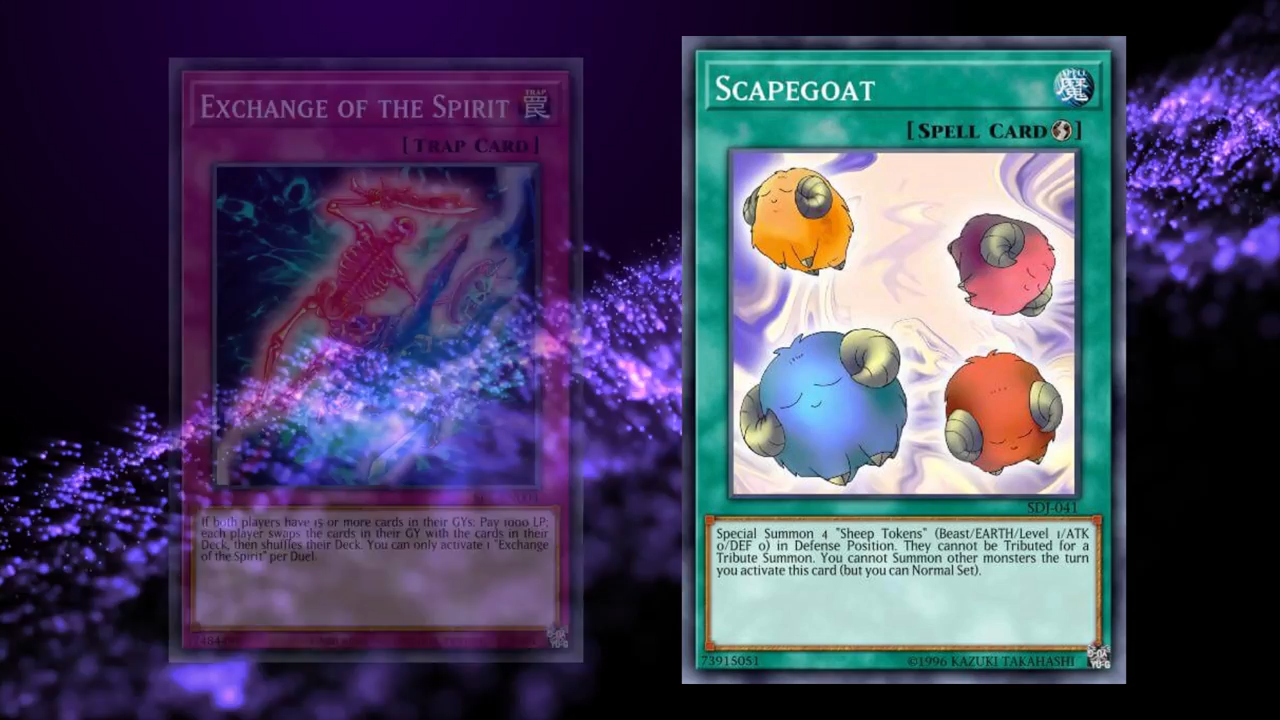 EXCHANGE OF THE SPIRIT
TRAP
罠
[TRAP CARD]
If both players have 15 or more cards in their GYs: Pay 1000 LP;
each player swaps the cards in their GY with the cards in their
Deck, then shuffles their Deck. You can only activate 1 "Exchange
of the Spirit" per Duel.
SCAPEGOAT
SPELL
魔
[SPELL CARD]
SDJ-041
Special Summon 4 "Sheep Tokens" (Beast/EARTH/Level 1/ATK
0/DEF 0) in Defense Position. They cannot be Tributed for a
Tribute Summon. You cannot Summon other monsters the turn
you activate this card (but you can Normal Set).
73915051
©1996 KAZUKI TAKAHASHI